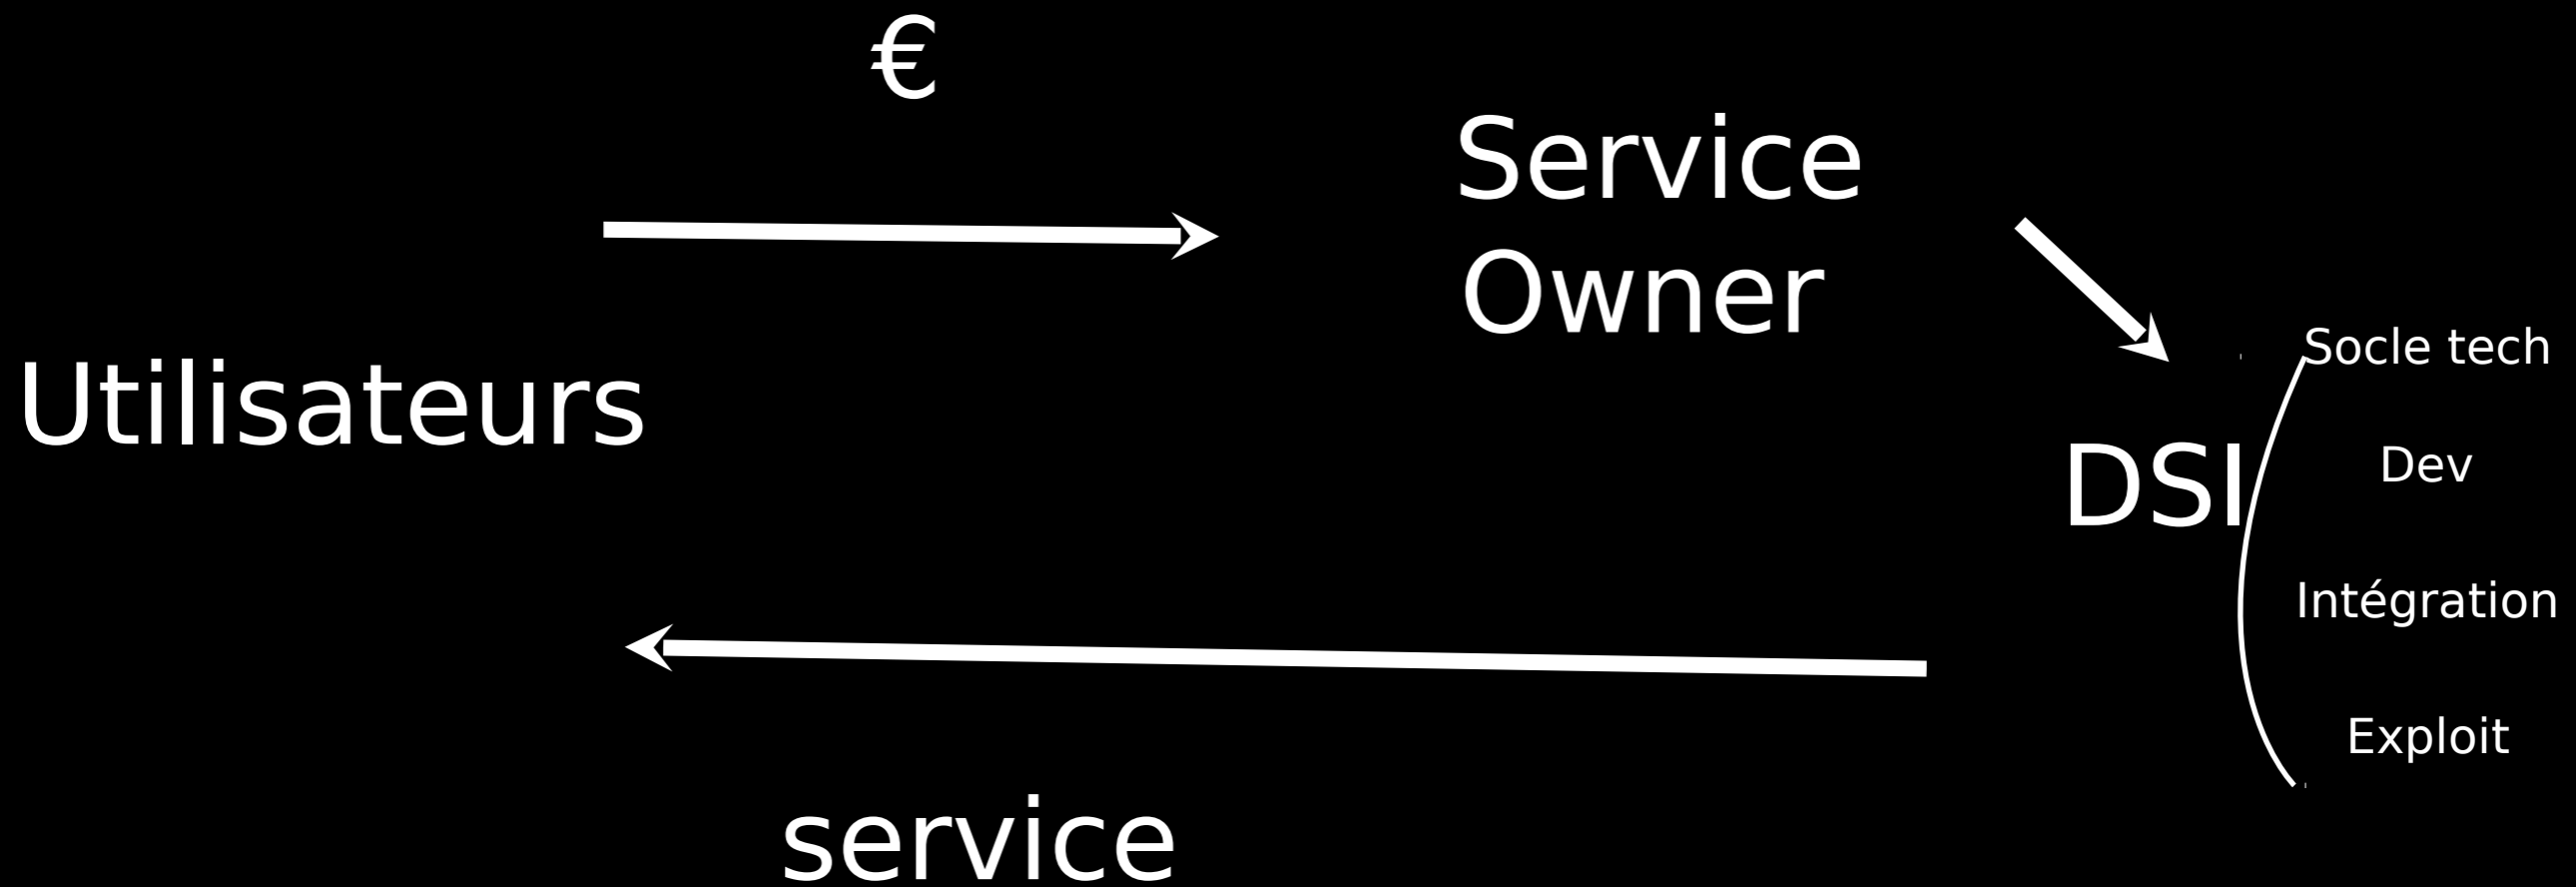 €
Service
Owner
Utilisateurs
DSI
Socle tech
Dev
Intégration
Exploit
service